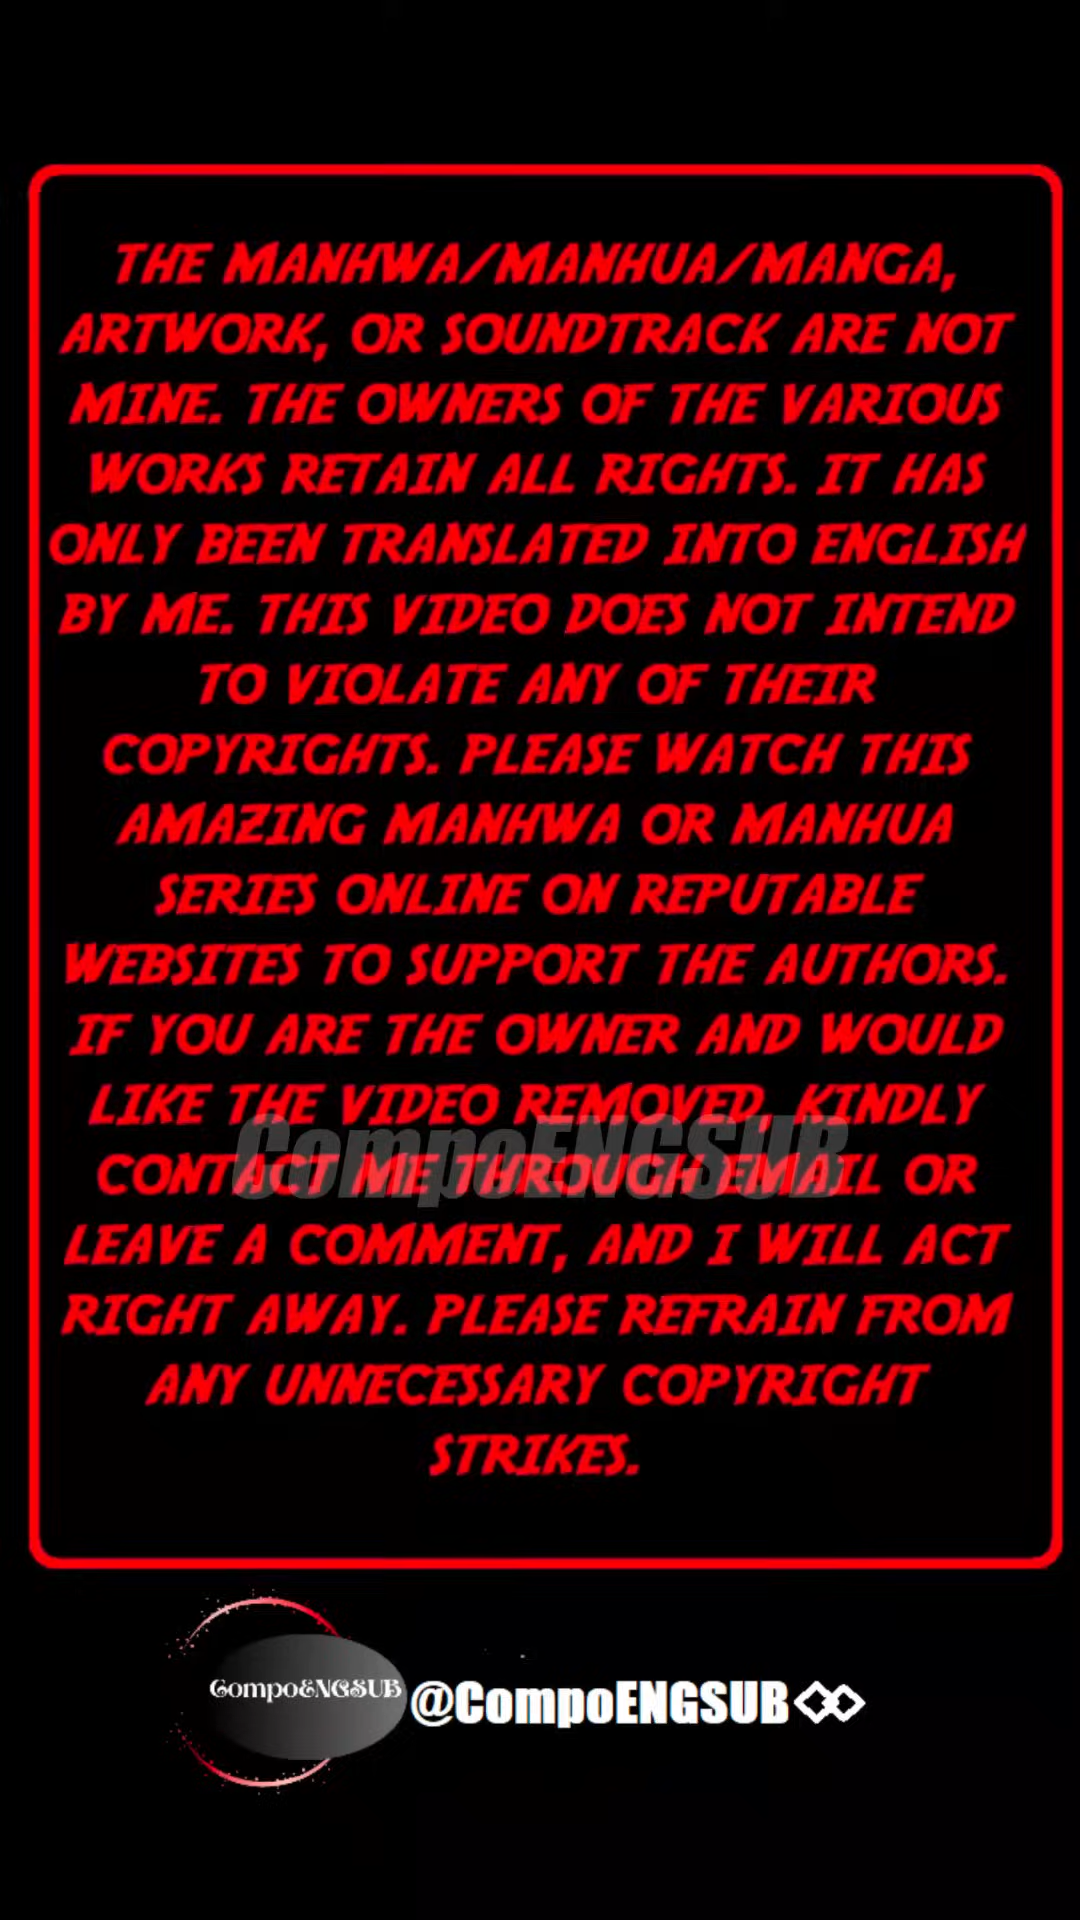 THE MANHWA/MANHUA/MANGA,
ARTWORK, OR SOUNDTRACK ARE NOT
MINE. THE OWNERS OF THE VARIOUS
WORKS RETAIN ALL RIGHTS. IT HAS
ONLY BEEN TRANSLATED INTO ENGLISH
BY ME. THIS VIDEO DOES NOT INTEND
TO VIOLATE ANY OF THEIR
COPYRIGHTS. PLEASE WATCH THIS
AMAZING MANHWA OR MANHUA
SERIES ONLINE ON REPUTABLE
WEBSITES TO SUPPORT THE AUTHORS.
IF YOU ARE THE OWNER AND WOULD
LIKE THE VIDEO REMOVED, KINDLY
CompoENGSUB
CONTACT ME THROUGH EMAIL OR
LEAVE A COMMENT, AND I WILL ACT
RIGHT AWAY. PLEASE REFRAIN FROM
ANY UNNECESSARY COPYRIGHT
STRIKES.
CompoENGSUB
@CompoENGSUB